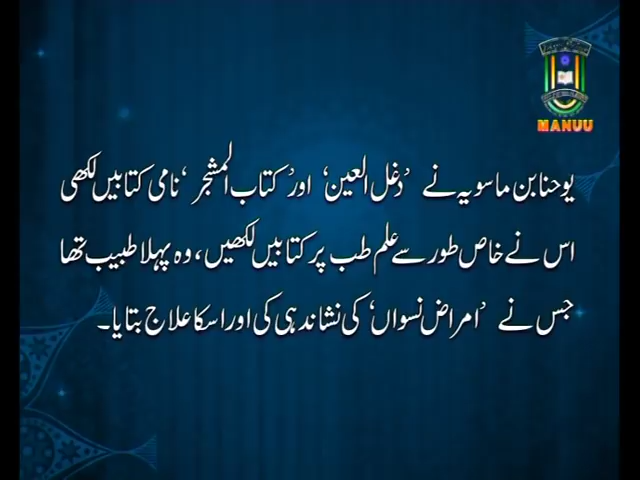 MANUU
یوحنا بن ماسویہ نے ’دغل العین‘ اور ’کتاب المشجر‘ نامی کتابیں لکھی
اس نے خاص طور سے علم طب پر کتابیں لکھیں، وہ پہلا طبیب تھا
جس نے ’امراض نسواں‘ کی نشاندہی کی اور اسکا علاج بتایا۔